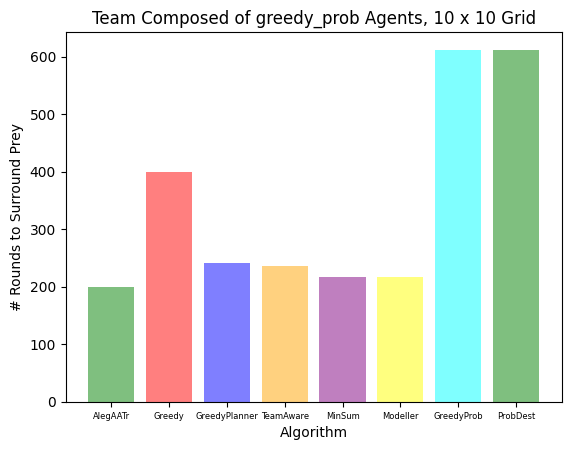 Team Composed of greedy_prob Agents, 10 x 10 Grid
# Rounds to Surround Prey
600
500
400
300
200
100
0
AlegAATr Greedy GreedyPlanner TeamAware MinSum Modeller GreedyProb ProbDest
Algorithm